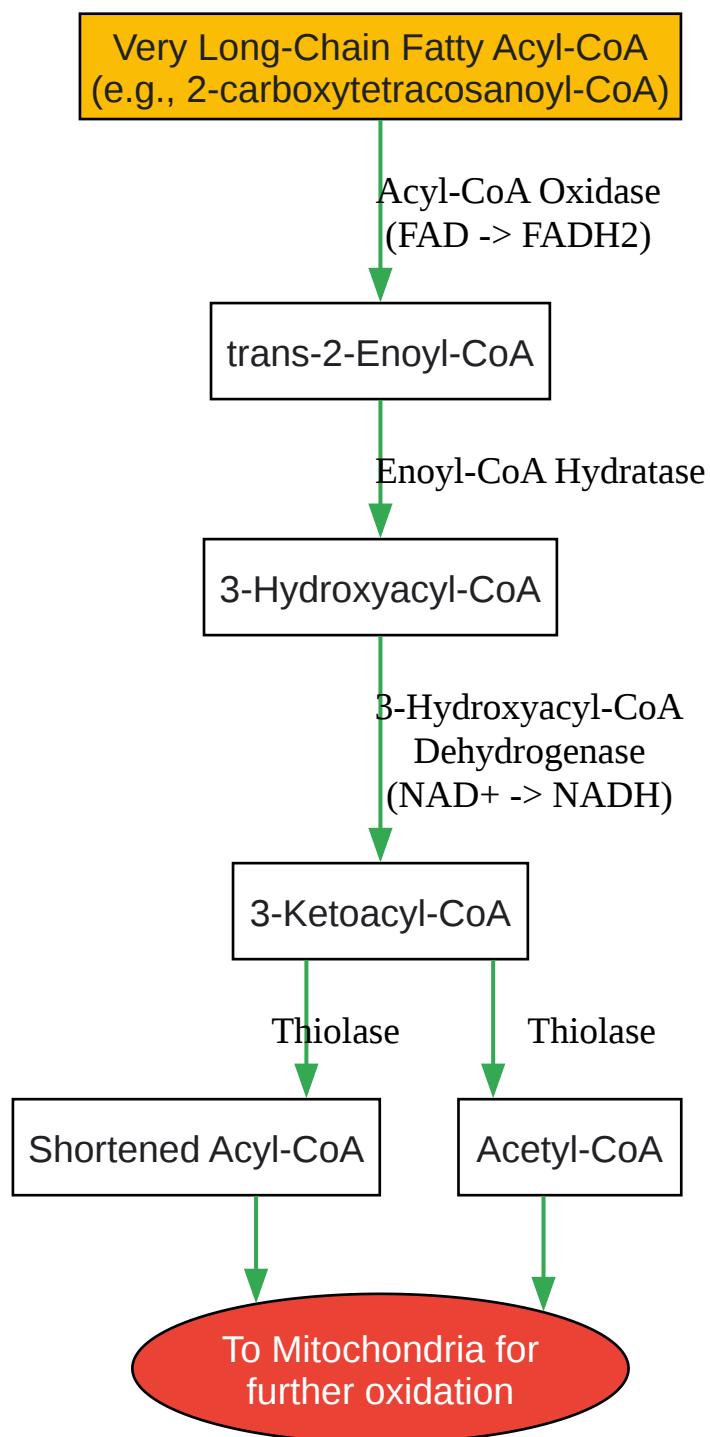 Very Long-Chain Fatty Acyl-CoA
(e.g., 2-carboxytetracosanoyl-CoA)
Acyl-CoA Oxidase
(FAD -> FADH2)
trans-2-Enoyl-CoA
Enoyl-CoA Hydratase
3-Hydroxyacyl-CoA
3-Hydroxyacyl-CoA
Dehydrogenase
(NAD+ -> NADH)
3-Ketoacyl-CoA
Thiolase
Thiolase
Shortened Acyl-CoA
Acetyl-CoA
To Mitochondria for
further oxidation